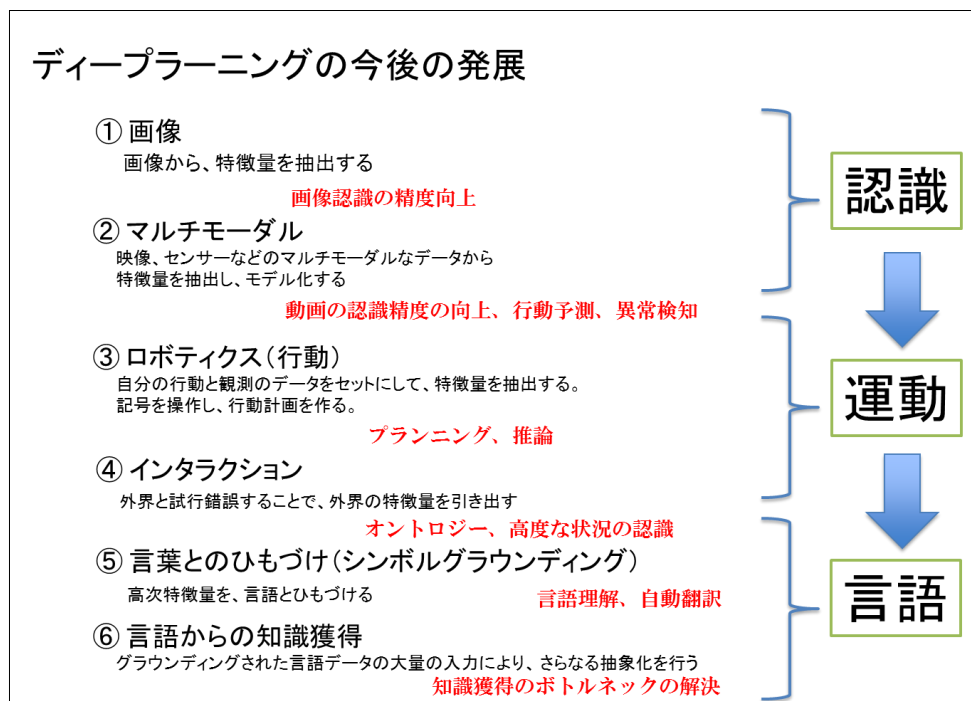 ディープラーニングの今後の発展
① 画像
画像から、特徴量を抽出する
画像認識の精度向上
② マルチモーダル
映像、センサーなどのマルチモーダルなデータから
特徴量を抽出し、モデル化する
動画の認識精度の向上、行動予測、異常検知
認識
③ ロボティクス(行動)
自分の行動と観測のデータをセットにして、特徴量を抽出する。
記号を操作し、行動計画を作る。
プランニング、推論
④ インタラクション
外界と試行錯誤することで、外界の特徴量を引き出す
オントロジー、高度な状況の認識
運動
⑤ 言葉とのひもづけ(シンボルグラウンディング)
高次特徴量を、言語とひもづける
言語理解、自動翻訳
⑥ 言語からの知識獲得
グラウンディングされた言語データの大量の入力により、さらなる抽象化を行う
知識獲得のボトルネックの解決
言語